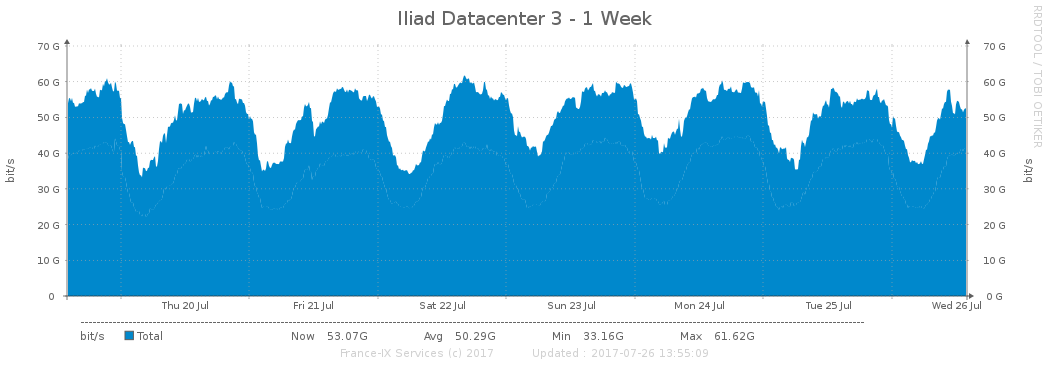 Iliad Datacenter 3 - 1 Week
RRDTOOL / TOBI OETIKER
70 G 70 G
60 G 60 G
50 G 50 G
40 G 40 G
bit/s bit/s
30 G 30 G
20 G 20 G
10 G 10 G
0 0 G
Thu 20 Jul Fri 21 Jul Sat 22 Jul Sun 23 Jul Mon 24 Jul Tue 25 Jul Wed 26 Jul
bit/s Total Now 53.07G Avg 50.29G Min 33.16G Max 61.62G
France-IX Services (c) 2017 Updated : 2017-07-26 13:55:09